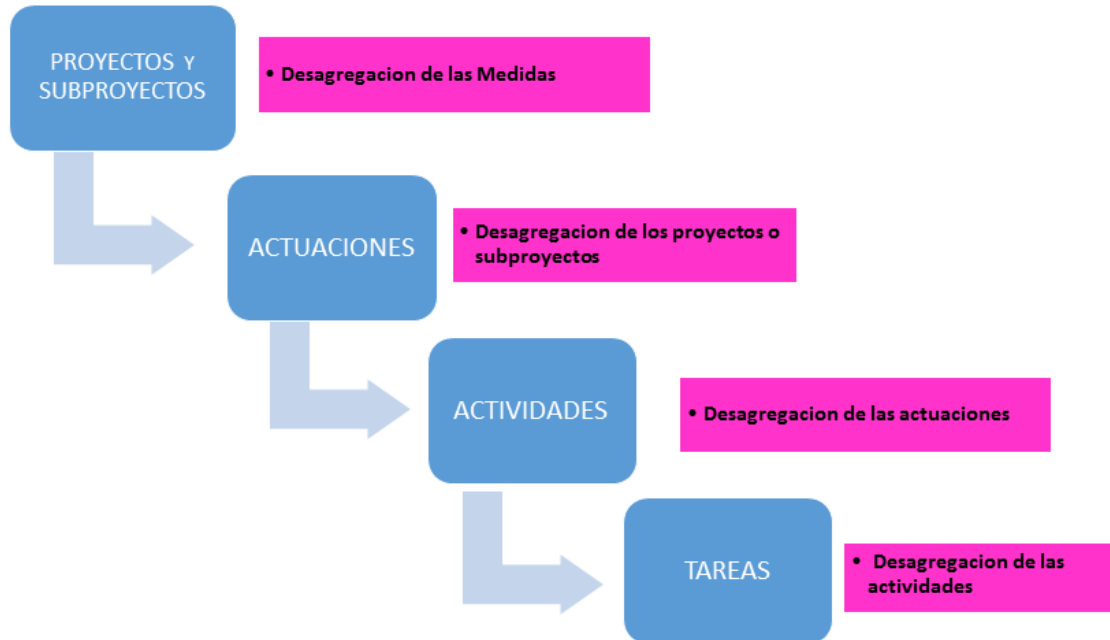 PROYECTOS Y
SUBPROYECTOS
• Desagregacion de las Medidas
ACTUACIONES
• Desagregacion de los proyectos o
subproyectos
ACTIVIDADES
• Desagregacion de las actuaciones
TAREAS
• Desagregacion de las
actividades